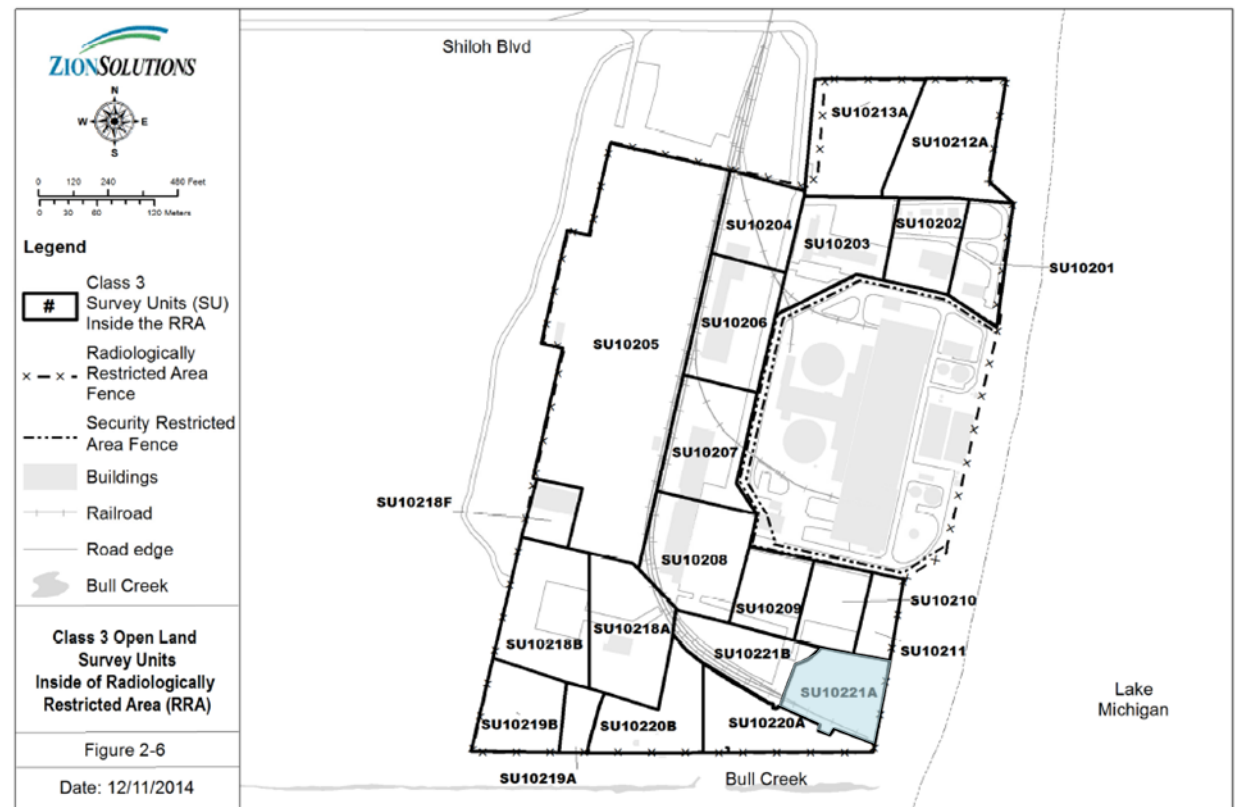 ZIONSOLUTIONS
N
W
E
S
0 120 240 480 Feet
0 30 60 120 Meters
Legend
#
Class 3
Survey Units (SU)
Inside the RRA
Radiologically
Restricted Area
Fence
Security Restricted
Area Fence
Buildings
Railroad
Road edge
Bull Creek
Class 3 Open Land
Survey Units
Inside of Radiologically
Restricted Area (RRA)
Figure 2-6
Date: 12/11/2014
Shiloh Blvd
SU10213A
SU10212A
SU10204
SU10203
SU10202
SU10201
SU10206
SU10205
SU10207
SU10218F
SU10208
SU10209
SU10210
SU10218B
SU10218A
SU10221B
SU10211
SU10221A
Lake
Michigan
SU10219B
SU10220B
SU10220A
SU10219A
Bull Creek